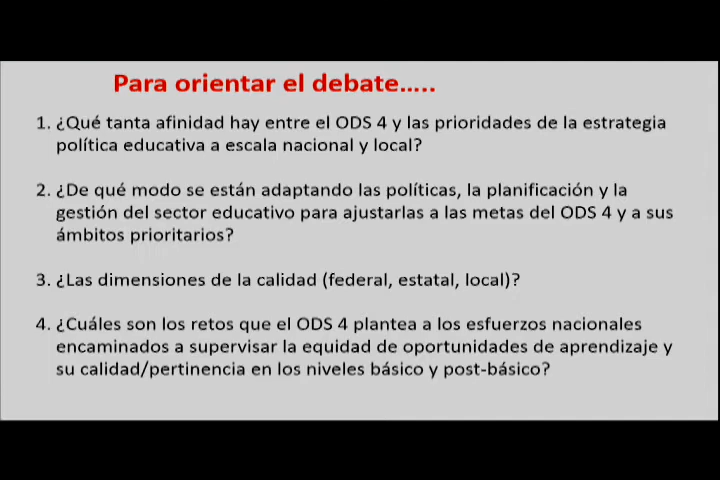 Para orientar el debate.....
1. ¿Qué tanta afinidad hay entre el ODS 4 y las prioridades de la estrategia
política educativa a escala nacional y local?
2. ¿De qué modo se están adaptando las políticas, la planificación y la
gestión del sector educativo para ajustarlas a las metas del ODS 4 y a sus
ámbitos prioritarios?
3. ¿Las dimensiones de la calidad (federal, estatal, local)?
4. ¿Cuáles son los retos que el ODS 4 plantea a los esfuerzos nacionales
encaminados a supervisar la equidad de oportunidades de aprendizaje y
su calidad/pertinencia en los niveles básico y post-básico?